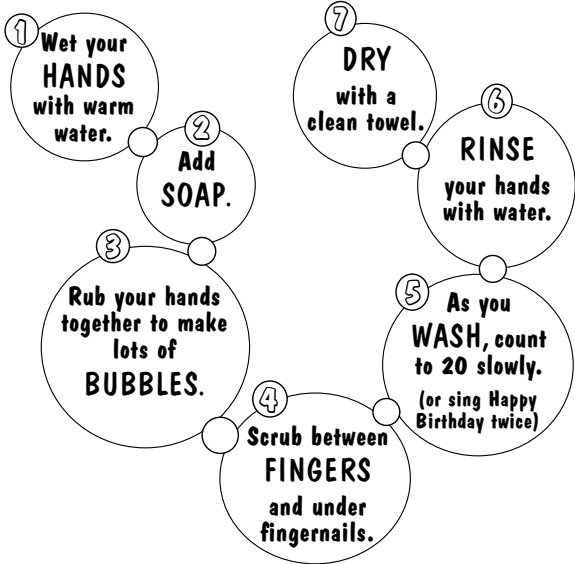 1
Wet your
HANDS
with warm
water.
2
Add
SOAP.
3
Rub your hands
together to make
lots of
BUBBLES.
4
Scrub between
FINGERS
and under
fingernails.
5
As you
WASH, count
to 20 slowly.
(or sing Happy
Birthday twice)
6
RINSE
your hands
with water.
7
DRY
with a
clean towel.